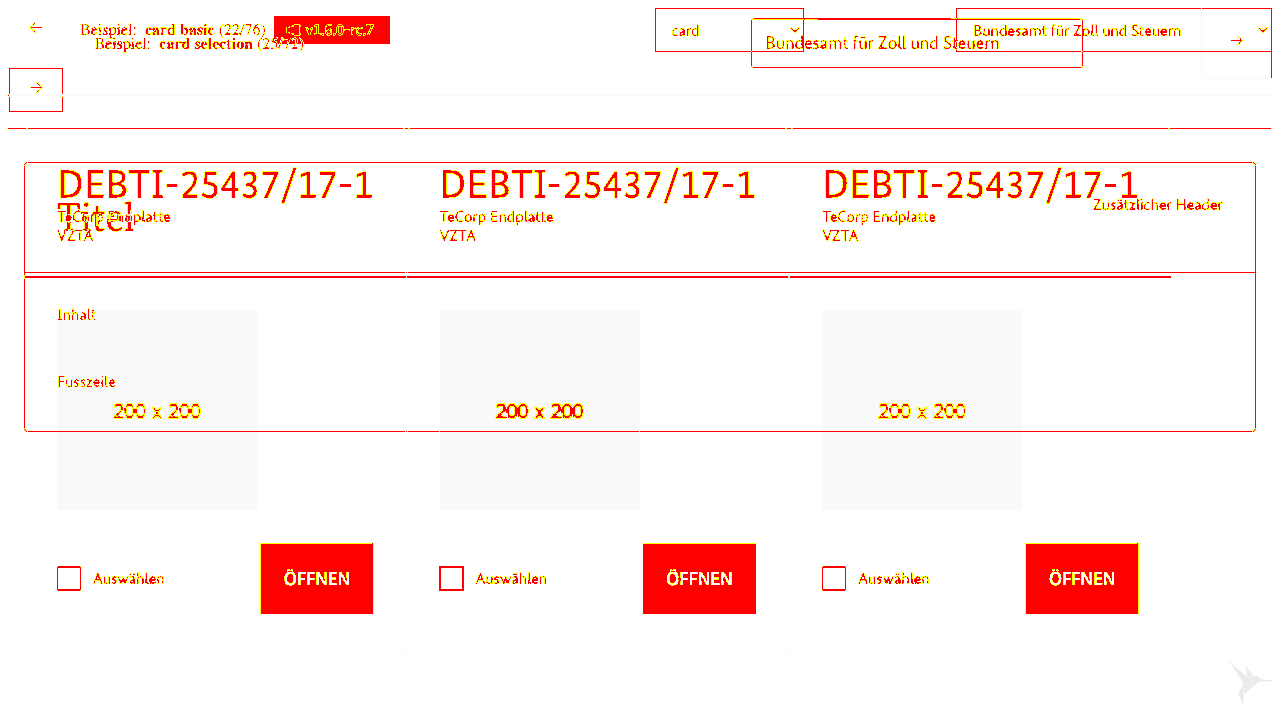 ← Beispiel: card basic (22/76) v1.6.0-rc.7 card Bundesamt für Zoll und Steuern →
Beispiel: card selection (25/72) Bundesamt für Zoll und Steuern
→
DEBTI-25437/17-1 DEBTI-25437/17-1 DEBTI-25437/17-1
Zusätzlicher Header
Titel
TeCorp Endplatte TeCorp Endplatte TeCorp Endplatte
VZTA VZTA VZTA
Inhalt
Fusszeile
200 x 200 200 x 200 200 x 200
Auswählen ÖFFNEN Auswählen ÖFFNEN Auswählen ÖFFNEN